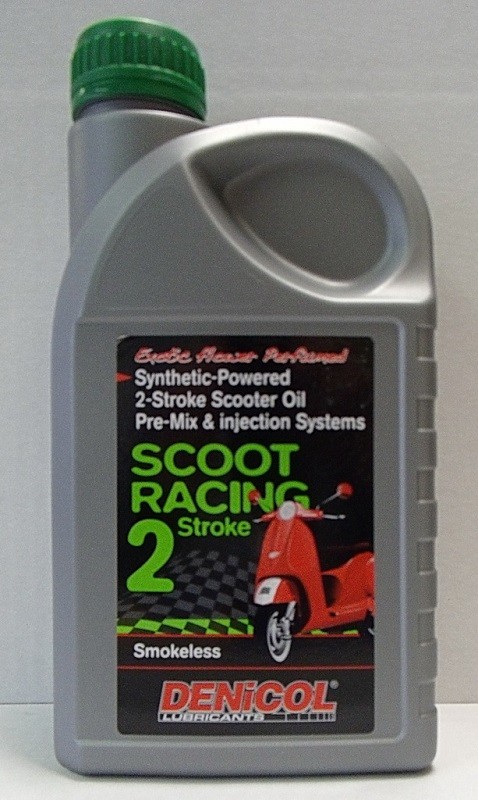 Exotic Flower Perfumed
Synthetic-Powered
2-Stroke Scooter Oil
Pre-Mix & injection Systems
SCOOT
RACING
2 Stroke
Smokeless
DENiCOL®
LUBRICANTS